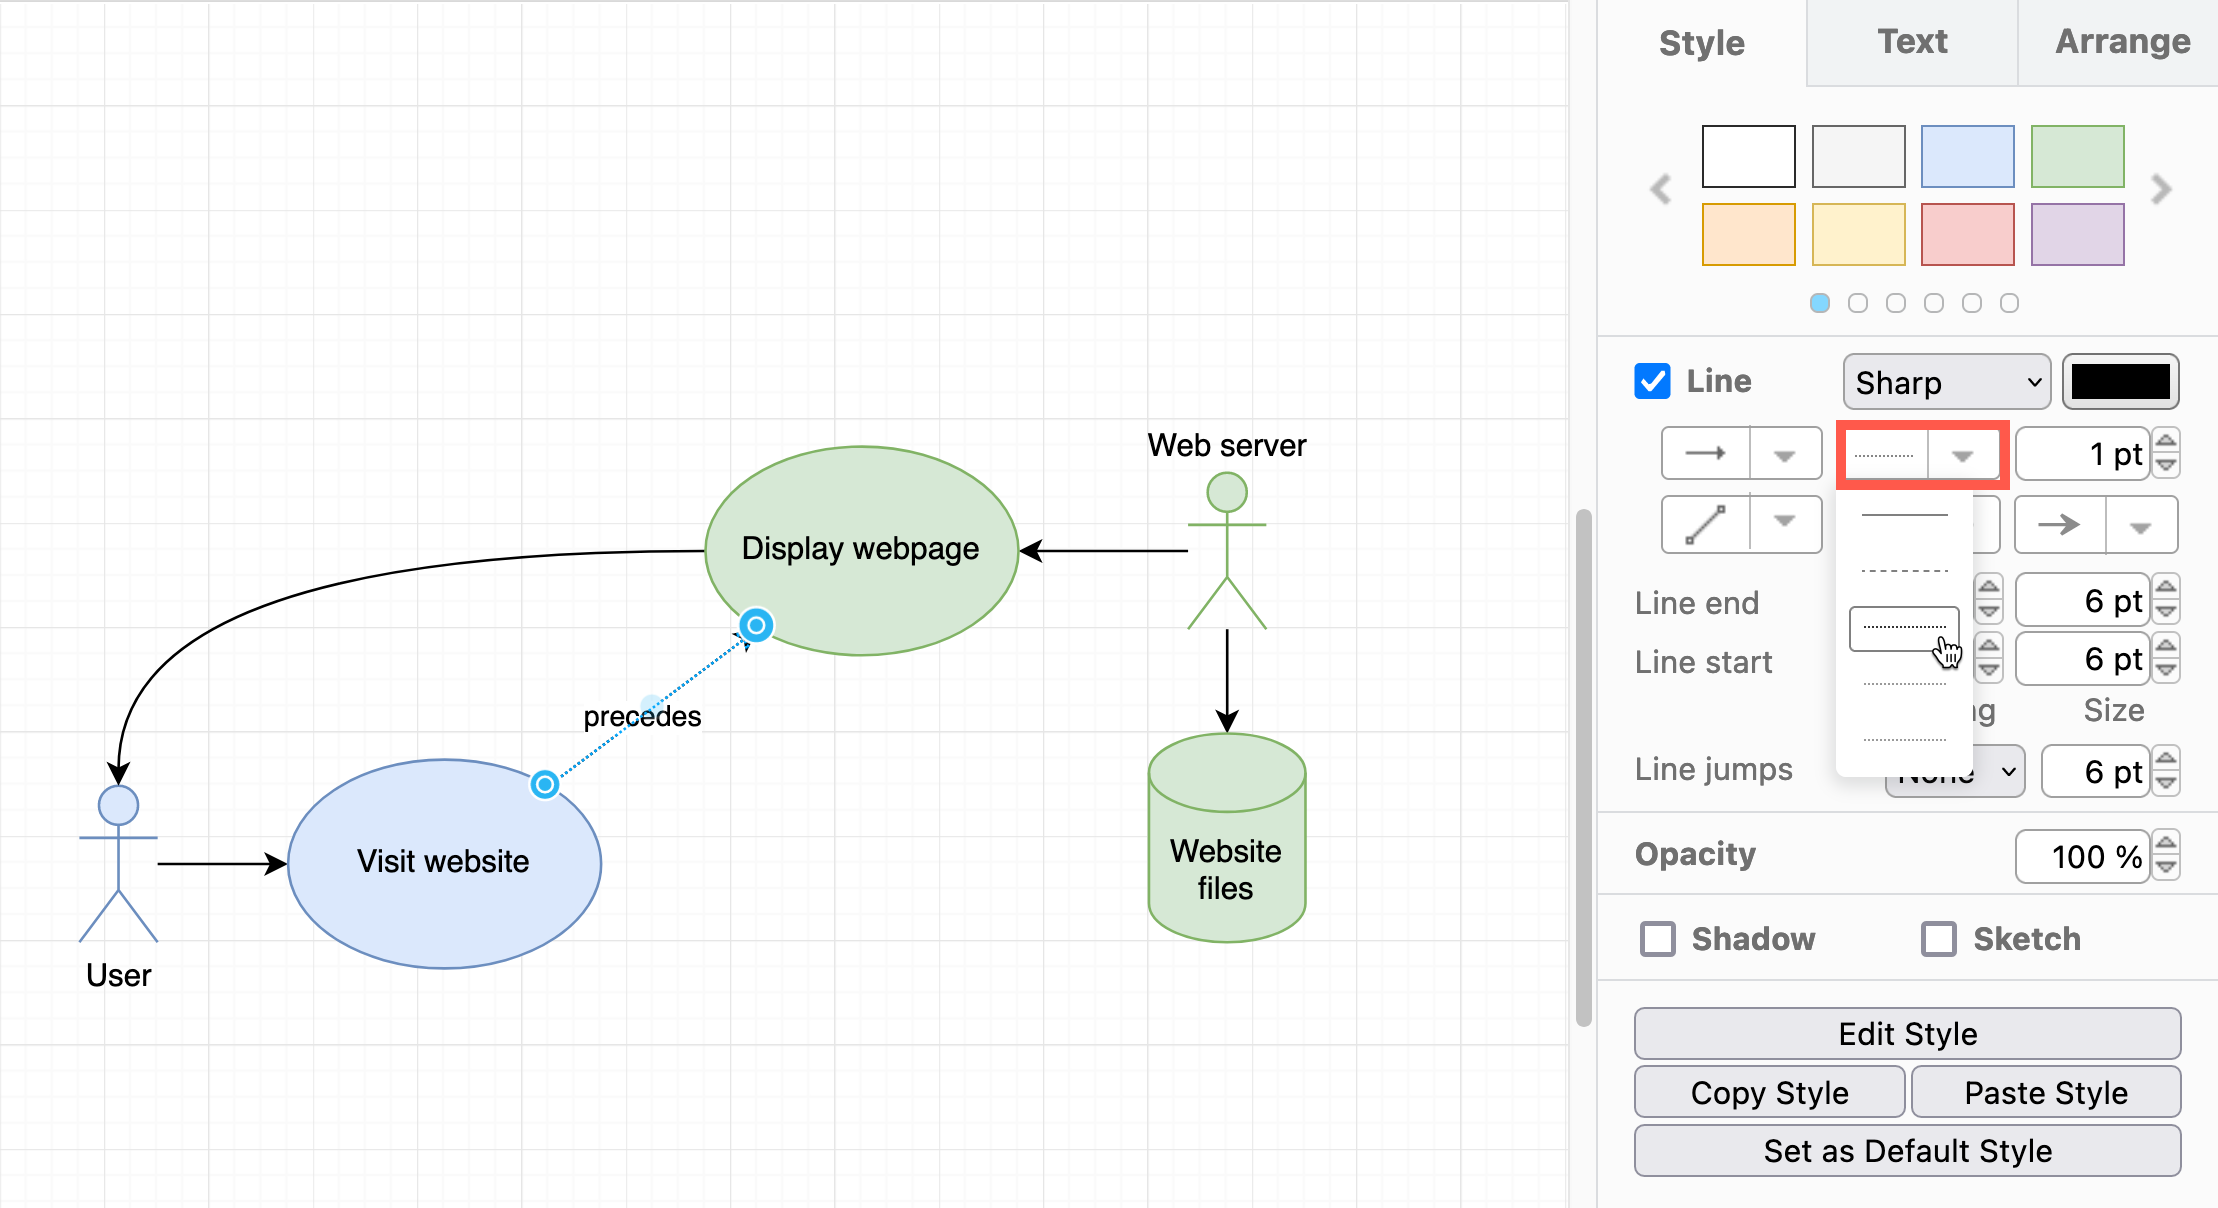 Style
Text
Arrange
Line
Sharp
1 pt
Line end
6 pt
Line start
6 pt
ng
Size
Line jumps
None
6 pt
Opacity
100 %
Shadow
Sketch
Edit Style
Copy Style
Paste Style
Set as Default Style
Web server
Display webpage
precedes
Visit website
Website
files
User